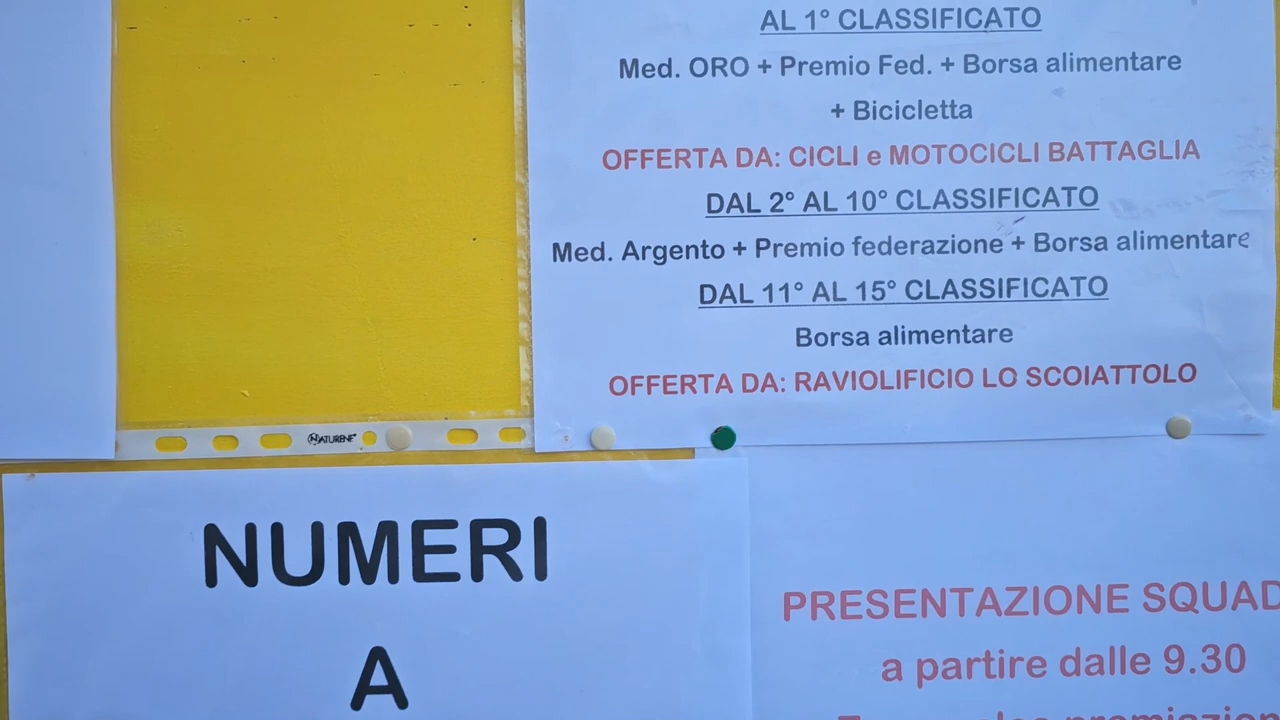 AL 1° CLASSIFICATO
Med. ORO + Premio Fed. + Borsa alimentare
+ Bicicletta
OFFERTA DA: CICLI e MOTOCICLI BATTAGLIA
DAL 2° AL 10° CLASSIFICATO
Med. Argento + Premio federazione + Borsa alimentare
DAL 11° AL 15° CLASSIFICATO
Borsa alimentare
OFFERTA DA: RAVIOLIFICIO LO SCOIATTOLO
NATURENE
NUMERI
A
PRESENTAZIONE SQUAD
a partire dalle 9.30